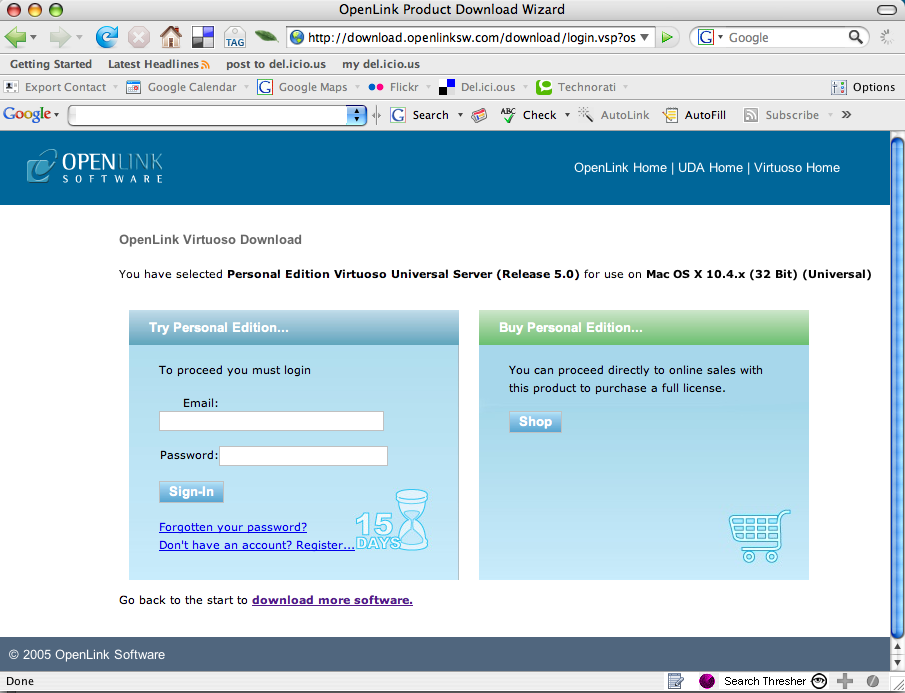 OpenLink Product Download Wizard
TAG
http://download.openlinksw.com/download/login.vsp?os
G Google
Getting Started Latest Headlines post to del.icio.us my del.icio.us
Export Contact Google Calendar G Google Maps Flickr Del.ici.ous Technorati Options
Google G Search ABC Check AutoLink AutoFill Subscribe »
OPENLINK
SOFTWARE
OpenLink Home | UDA Home | Virtuoso Home
OpenLink Virtuoso Download
You have selected Personal Edition Virtuoso Universal Server (Release 5.0) for use on Mac OS X 10.4.x (32 Bit) (Universal)
Try Personal Edition...
To proceed you must login
Email:
Password:
Sign-In
Forgotten your password?
Don't have an account? Register...
15
DAYS
Buy Personal Edition...
You can proceed directly to online sales with
this product to purchase a full license.
Shop
Go back to the start to download more software.
© 2005 OpenLink Software
Done Search Thresher